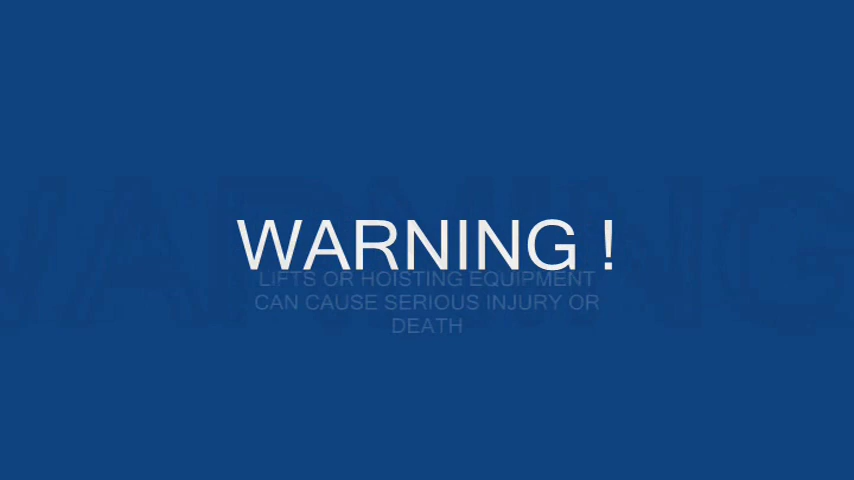 WARNING !
LIFTS OR HOISTING EQUIPMENT
CAN CAUSE SERIOUS INJURY OR
DEATH